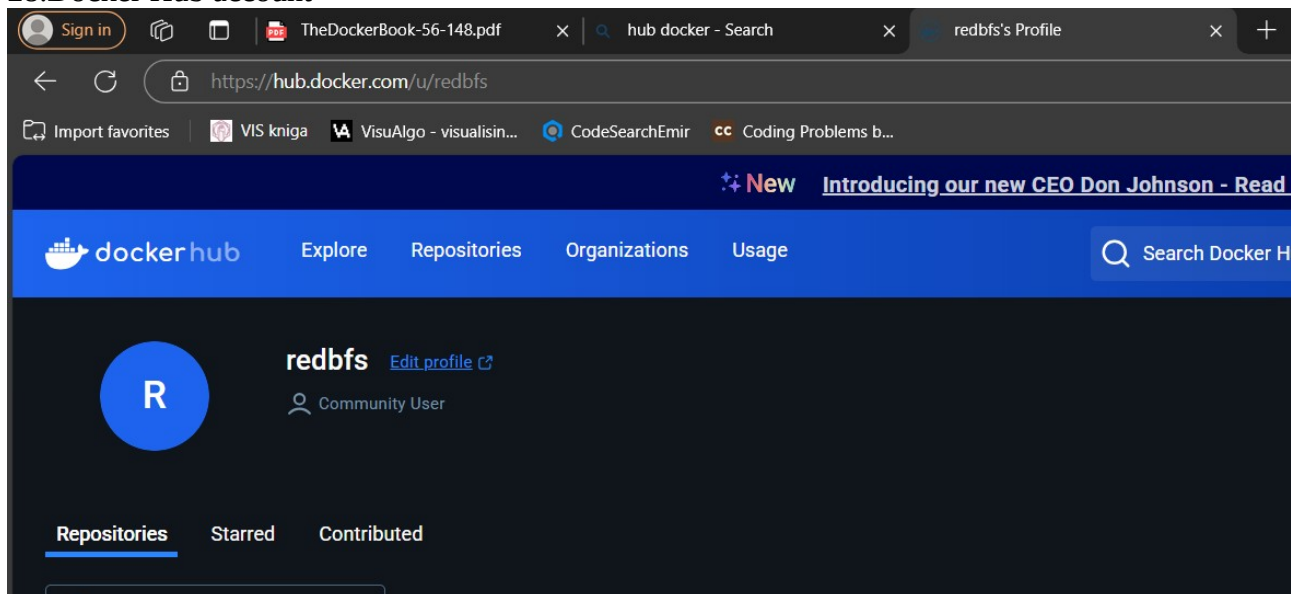 Sign in
TheDockerBook-56-148.pdf
hub docker - Search
redbfs's Profile
https://hub.docker.com/u/redbfs
Import favorites
VIS kniga
VisuAlgo - visualisin...
CodeSearchEmir
CC Coding Problems b...
New Introducing our new CEO Don Johnson - Read
dockerhub
Explore
Repositories
Organizations
Usage
Search Docker H
R
redbfs Edit profile
Community User
Repositories
Starred
Contributed